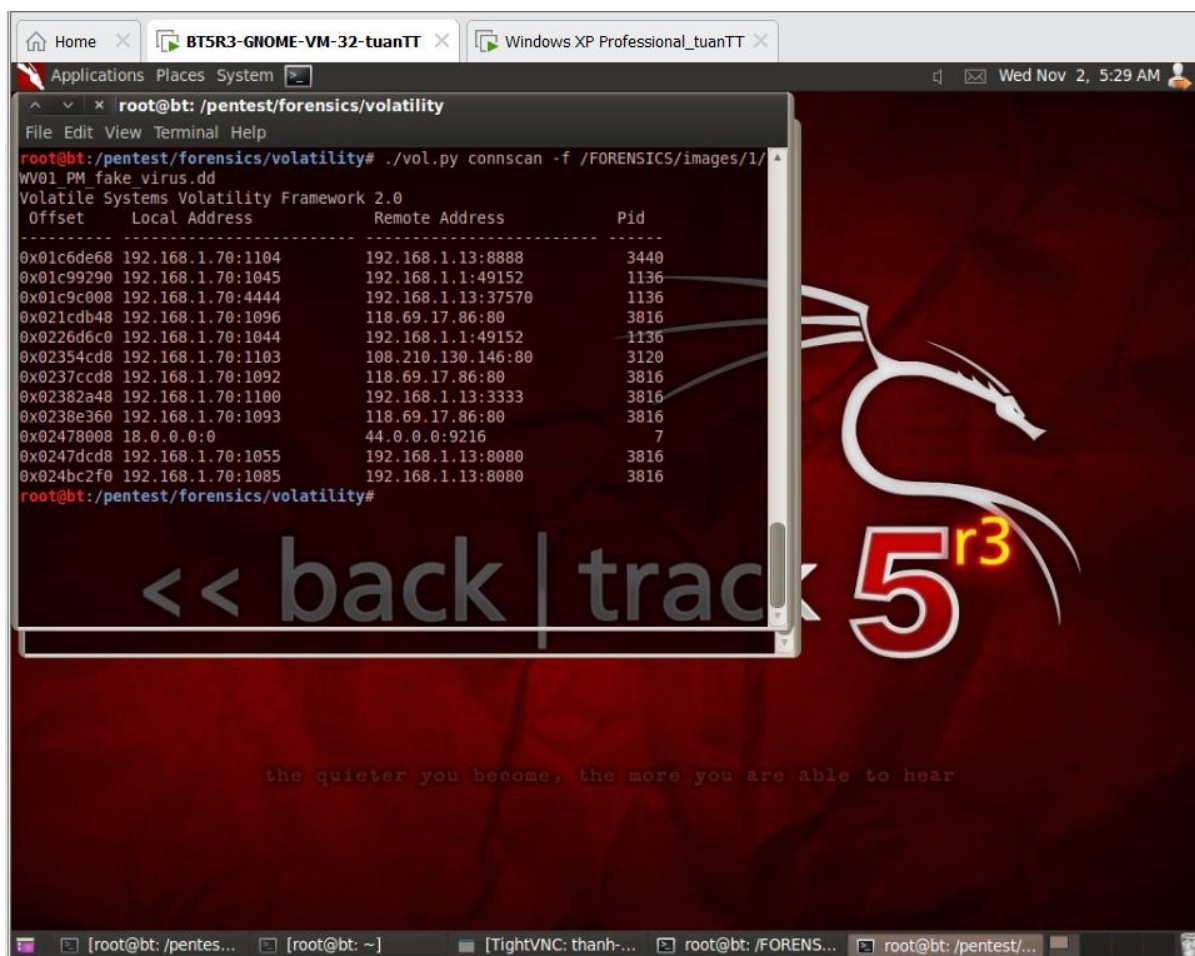 Home
BT5R3-GNOME-VM-32-tuanTT
Windows XP Professional_tuanTT
Applications Places System
Wed Nov 2, 5:29 AM
root@bt: /pentest/forensics/volatility
File Edit View Terminal Help
root@bt:/pentest/forensics/volatility# ./vol.py connscan -f /FORENSICS/images/1/
WV01_PM_fake_virus.dd
Volatile Systems Volatility Framework 2.0
Offset Local Address Remote Address Pid
---------- ------------------------- ------------------------- ------
0x01c6de68 192.168.1.70:1104 192.168.1.13:8888 3440
0x01c99290 192.168.1.70:1045 192.168.1.1:49152 1136
0x01c9c008 192.168.1.70:4444 192.168.1.13:37570 1136
0x021cdb48 192.168.1.70:1096 118.69.17.86:80 3816
0x0226d6c0 192.168.1.70:1044 192.168.1.1:49152 1136
0x02354cd8 192.168.1.70:1103 108.210.130.146:80 3120
0x0237ccd8 192.168.1.70:1092 118.69.17.86:80 3816
0x02382a48 192.168.1.70:1100 192.168.1.13:3333 3816
0x0238e360 192.168.1.70:1093 118.69.17.86:80 3816
0x02478008 18.0.0.0:0 44.0.0.0:9216 7
0x0247dcd8 192.168.1.70:1055 192.168.1.13:8080 3816
0x024bc2f0 192.168.1.70:1085 192.168.1.13:8080 3816
root@bt:/pentest/forensics/volatility#
<< back | track 5 r3
the quieter you become, the more you are able to hear
[root@bt: /pentes...
[root@bt: ~]
[TightVNC: thanh-...
root@bt: /FORENS...
root@bt: /pentest/...